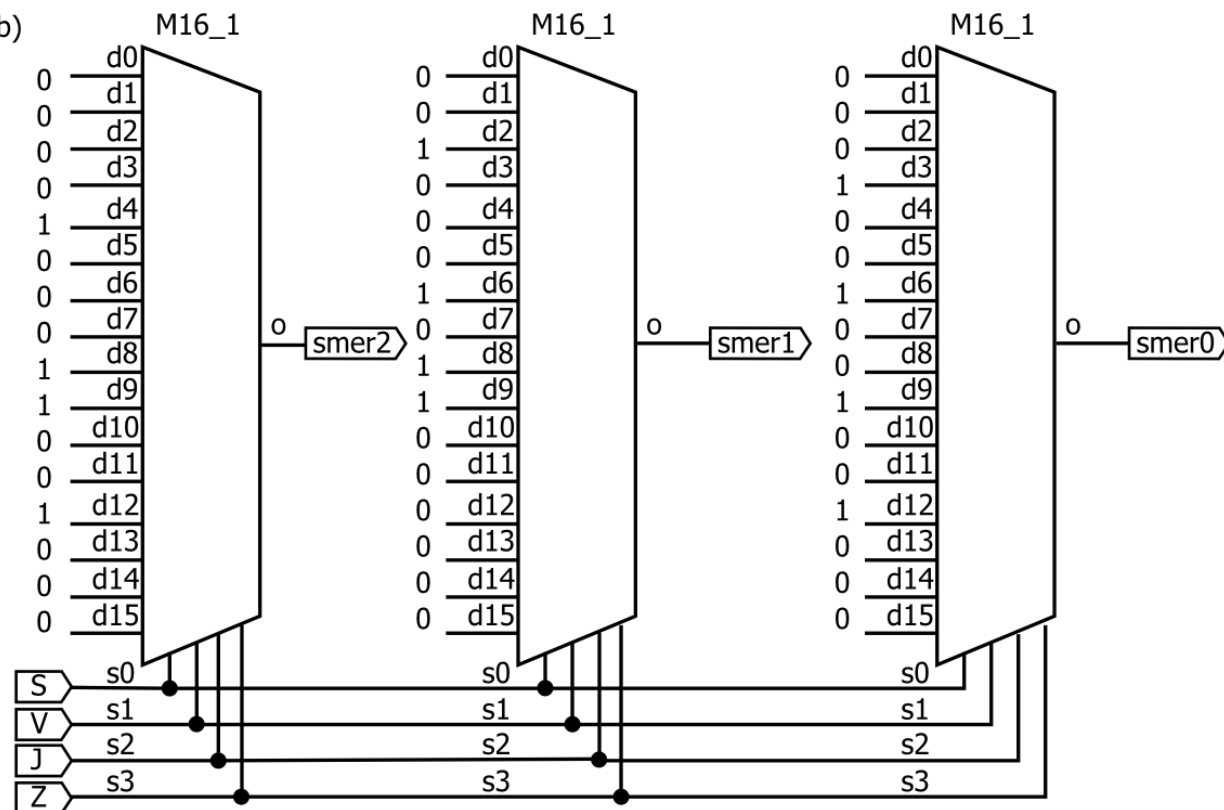 b)
M16_1 M16_1 M16_1
d0 d0 d0
0 0 0
d1 d1 d1
0 0 0
d2 d2 d2
0 1 0
d3 d3 d3
0 0 1
d4 d4 d4
1 0 0
d5 d5 d5
0 0 0
d6 d6 d6
0 1 1
d7 d7 d7
0 0 0
o smer2 o smer1 o smer0
d8 d8 d8
1 1 0
d9 d9 d9
1 1 1
d10 d10 d10
0 0 0
d11 d11 d11
0 0 0
d12 d12 d12
1 0 1
d13 d13 d13
0 0 0
d14 d14 d14
0 0 0
d15 d15 d15
0 0 0
S s0 s0 s0
V s1 s1 s1
J s2 s2 s2
Z s3 s3 s3